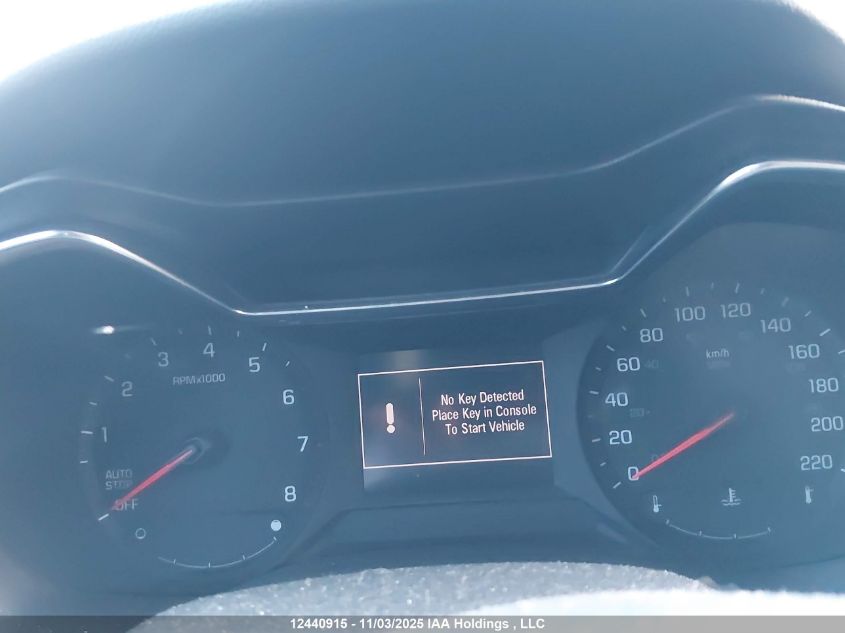 No Key Detected
Place Key in Console
To Start Vehicle
!
1
2
3
4
5
6
7
8
RPMx1000
AUTO
STOP
OFF
0
20
40
60
80
100
120
140
160
180
200
220
km/h
12440915 - 11/03/2025 IAA Holdings , LLC